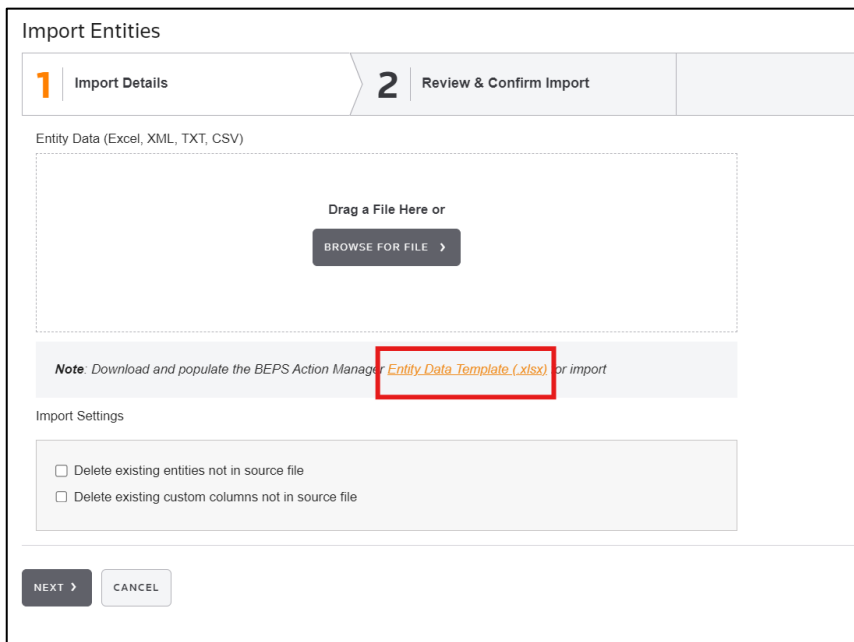 Import Entities
1 Import Details
2 Review & Confirm Import
Entity Data (Excel, XML, TXT, CSV)
Drag a File Here or
BROWSE FOR FILE ›
Note: Download and populate the BEPS Action Manager Entity Data Template (.xlsx) for import
Import Settings
Delete existing entities not in source file
Delete existing custom columns not in source file
NEXT ›
CANCEL